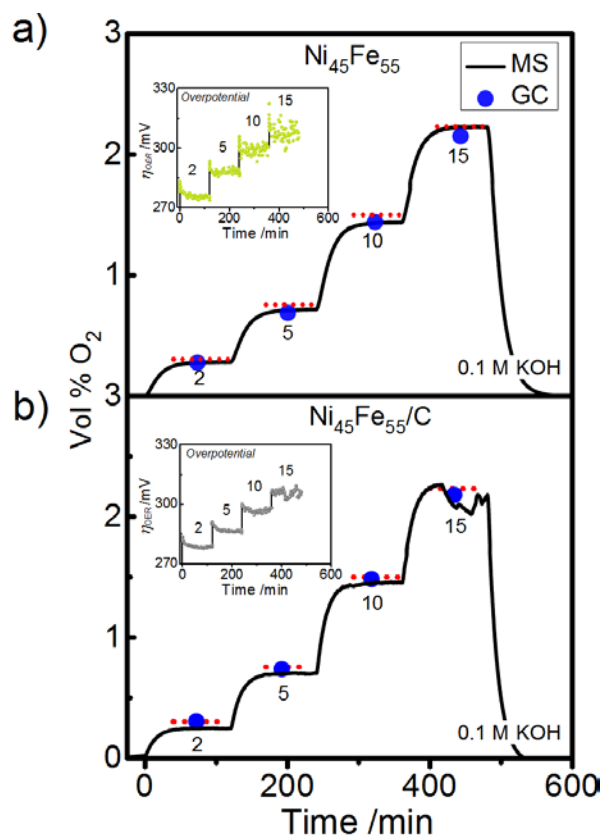 a)
3
Ni45Fe55
MS
GC
Overpotential
330
300
270
ηOER /mV
2
5
10
15
0 200 400 600
Time /min
2
1
2
5
10
15
0.1 M KOH
Vol % O2
3
b)
Ni45Fe55/C
Overpotential
330
300
270
ηOER/mV
2
5
10
15
0 200 400 600
Time /min
2
1
0
2
5
10
15
0.1 M KOH
0 200 400 600
Time /min